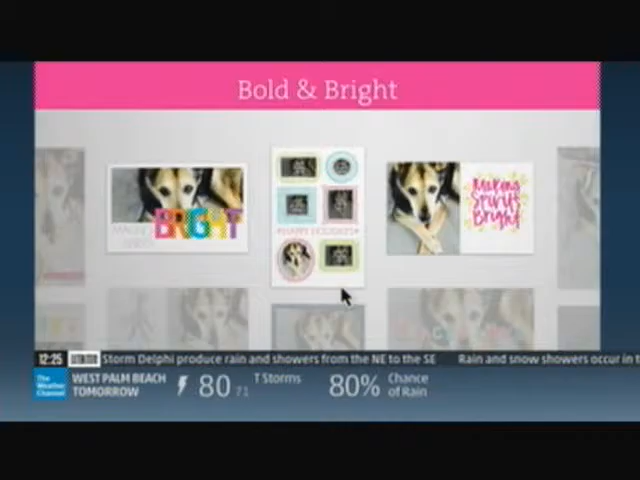 Bold & Bright
BRIGHT
HAPPY HOLIDAYS
Making
Spirits
Bright
12:25
Storm Delphi produce rain and showers from the NE to the SE
Rain and snow showers occur in t
The
Weather
Channel
WEST PALM BEACH
TOMORROW
80
71
T Storms
80%
Chance
of Rain